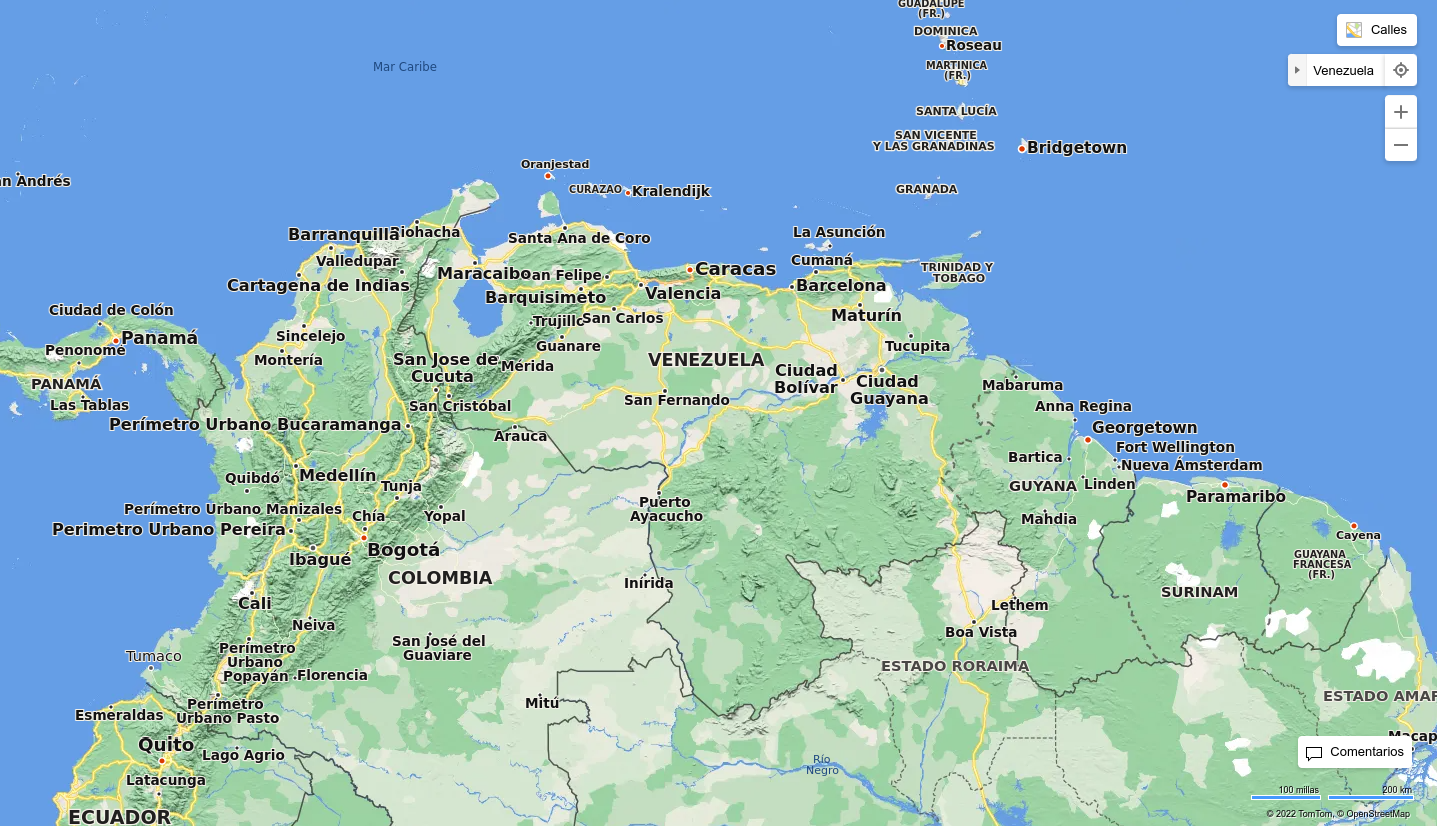 GUADALUPE
(FR.)
DOMINICA
Roseau
Calles
Mar Caribe
MARTINICA
(FR.)
Venezuela
SANTA LUCÍA
SAN VICENTE
Y LAS GRANADINAS
Bridgetown
Oranjestad
n Andrés
CURAZAO
Kralendijk
GRANADA
Barranquilla
iohacha
Santa Ana de Coro
La Asunción
Valledupar
Maracaibo
an Felipe
Caracas
Cumaná
TRINIDAD Y
TOBAGO
Cartagena de Indias
Barquisimeto
Valencia
Barcelona
Ciudad de Colón
Trujillo
San Carlos
Maturín
Panamá
Sincelejo
Penonomé
Montería
Guanare
Tucupita
San Jose de
Cucuta
Mérida
VENEZUELA
Ciudad
Bolívar
Ciudad
Guayana
PANAMÁ
Mabaruma
Las Tablas
San Cristóbal
San Fernando
Anna Regina
Perímetro Urbano Bucaramanga
Arauca
Georgetown
Fort Wellington
Bartica
Nueva Ámsterdam
Quibdó
Medellín
Tunja
GUYANA
Linden
Paramaribo
Perímetro Urbano Manizales
Chía
Yopal
Puerto
Ayacucho
Mahdia
Perimetro Urbano Pereira
Cayena
Ibagué
Bogotá
GUAYANA
FRANCESA
(FR.)
COLOMBIA
Inírida
SURINAM
Cali
Lethem
Neiva
Boa Vista
San José del
Guaviare
Tumaco
Perímetro
Urbano
Popayán
Florencia
ESTADO RORAIMA
Mitú
ESTADO AMAP
Perímetro
Urbano Pasto
Esmeraldas
Quito
Lago Agrio
Macap
Comentarios
Río
Negro
Latacunga
100 millas
200 km
ECUADOR
© 2022 TomTom, © OpenStreetMap